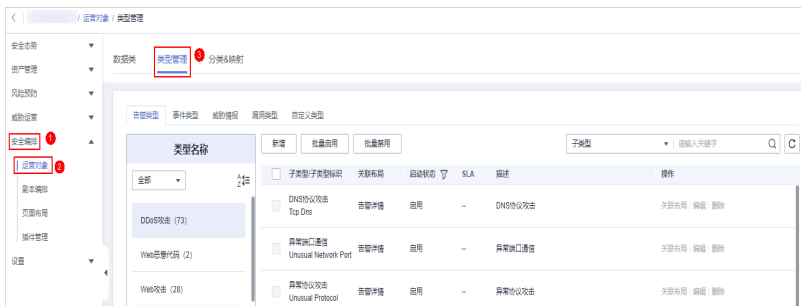 / 运营对象 / 类型管理
安全态势
资产管理
风险预防
威胁运营
安全编排 1
运营对象 2
剧本编排
页面布局
插件管理
设置
数据类 类型管理 3 分类&映射
告警类型 事件类型 威胁情报 漏洞类型 自定义类型
类型名称
全部
DDoS攻击 (73)
Web恶意代码 (2)
Web攻击 (28)
新增 批量启用 批量禁用 子类型 请输入关键字
子类型/子类型标识 关联布局 启动状态 SLA 描述 操作
DNS协议攻击
Tcp Dns
告警详情 启用 -- DNS协议攻击 关联布局 编辑 删除
异常端口通信
Unusual Network Port
告警详情 启用 -- 异常端口通信 关联布局 编辑 删除
异常协议攻击
Unusual Protocol
告警详情 启用 -- 异常协议攻击 关联布局 编辑 删除